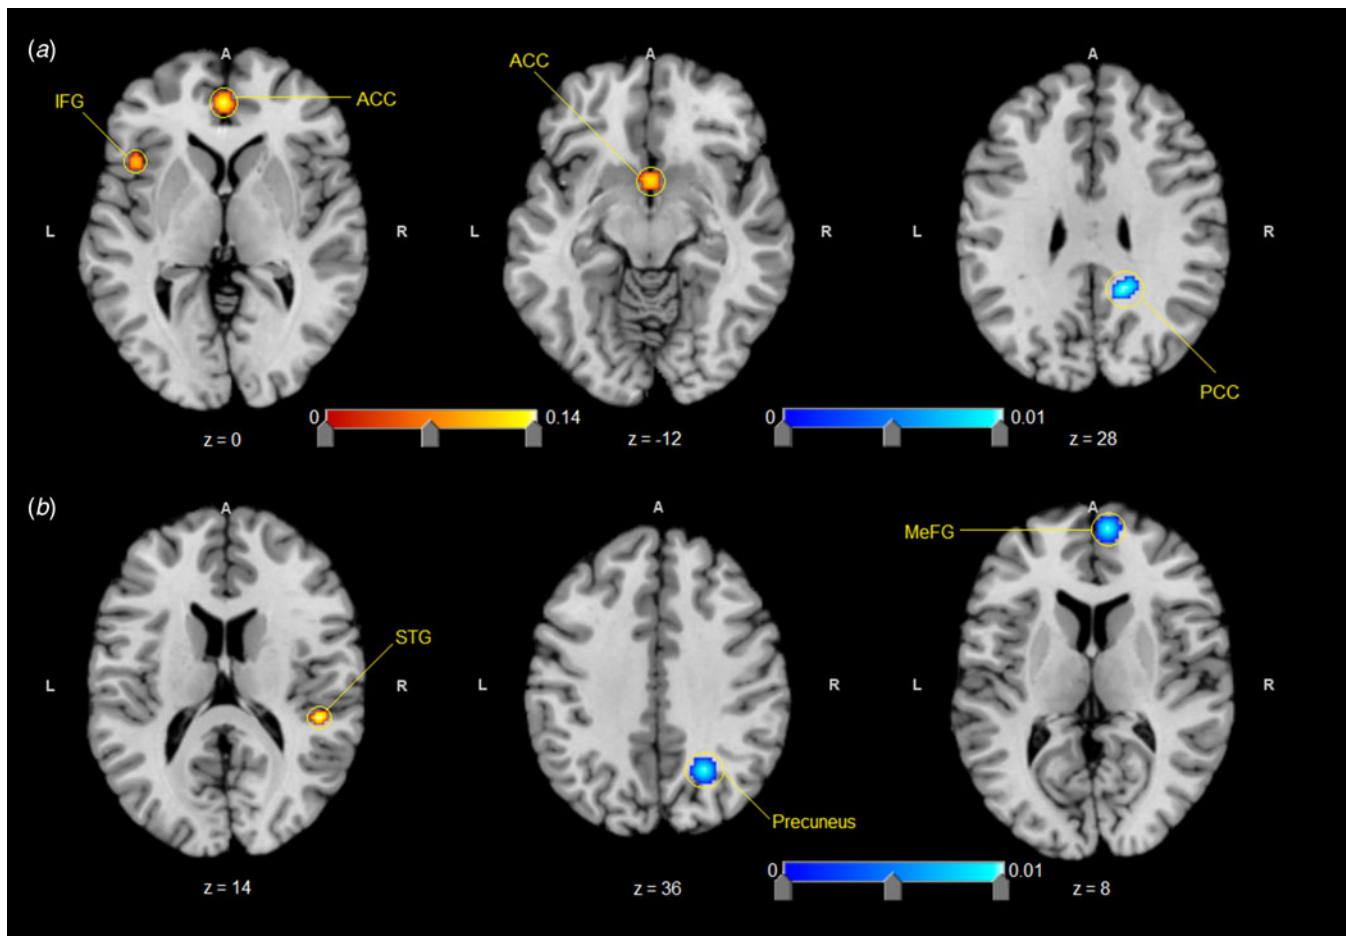 (a)
A
ACC
A
A
IFG
ACC
L
R
L
R
L
R
PCC
0
0.14
0
0.01
z = 0
z = -12
z = 28
(b)
A
A
A
MeFG
STG
L
R
L
R
L
R
Precuneus
0
0.01
z = 14
z = 36
z = 8